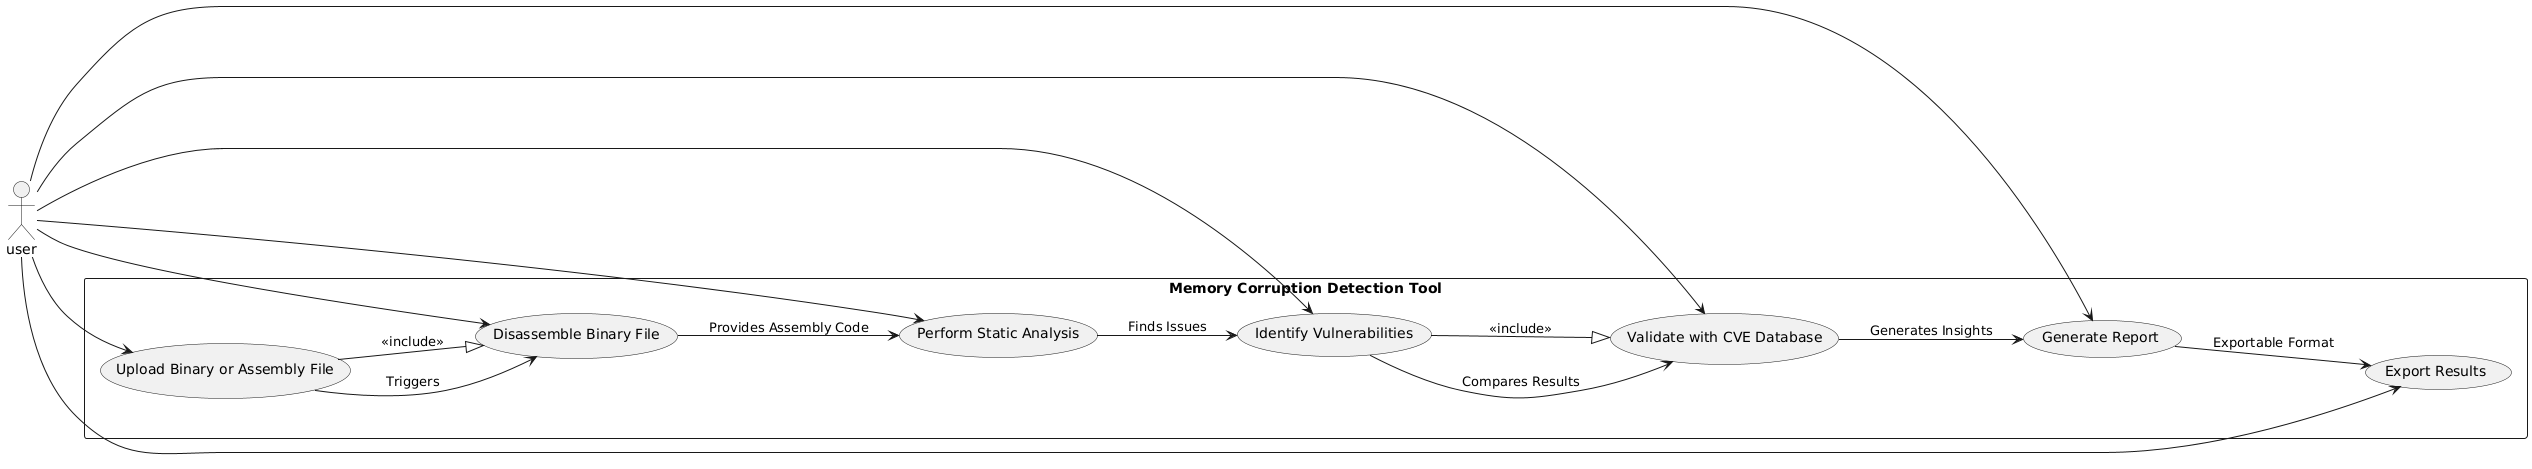 user
Memory Corruption Detection Tool
Upload Binary or Assembly File
«include»
Triggers
Disassemble Binary File
Provides Assembly Code
Perform Static Analysis
Finds Issues
Identify Vulnerabilities
«include»
Compares Results
Validate with CVE Database
Generates Insights
Generate Report
Exportable Format
Export Results